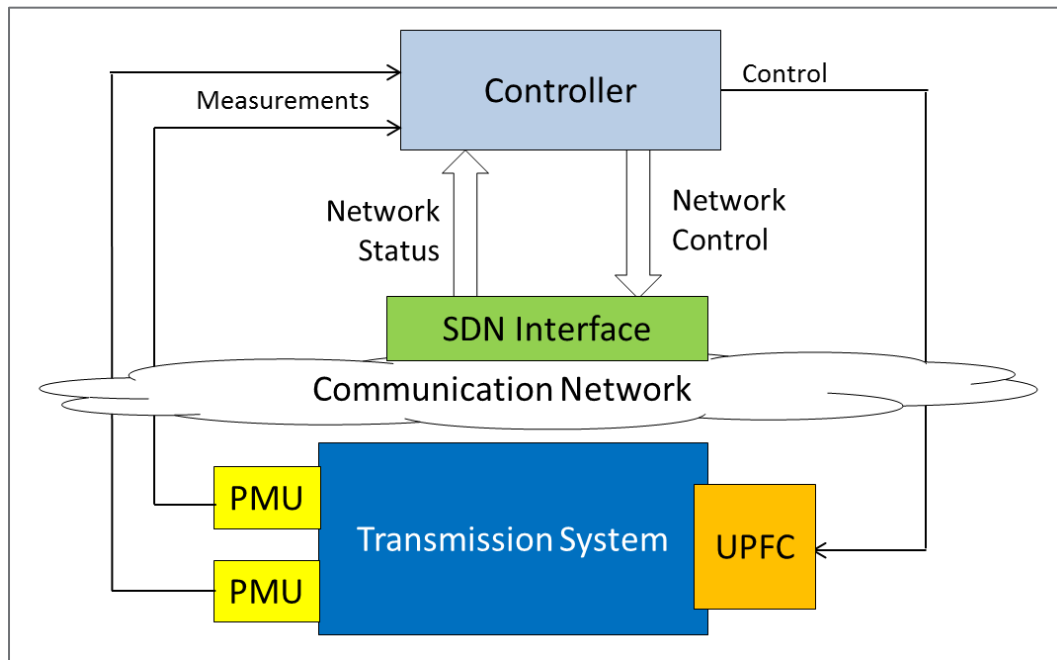 Controller
Control
Measurements
Network
Status
Network
Control
SDN Interface
Communication Network
PMU
Transmission System
UPFC
PMU